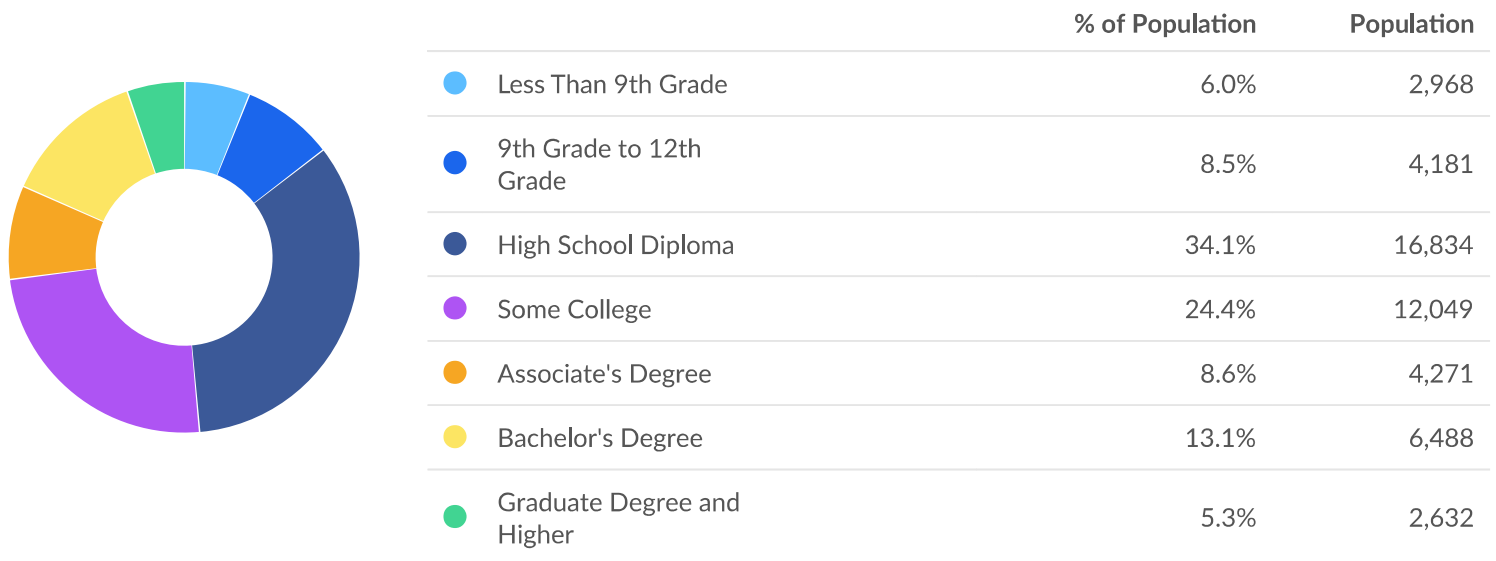 % of Population Population
Less Than 9th Grade 6.0% 2,968
9th Grade to 12th
Grade 8.5% 4,181
High School Diploma 34.1% 16,834
Some College 24.4% 12,049
Associate's Degree 8.6% 4,271
Bachelor's Degree 13.1% 6,488
Graduate Degree and
Higher 5.3% 2,632